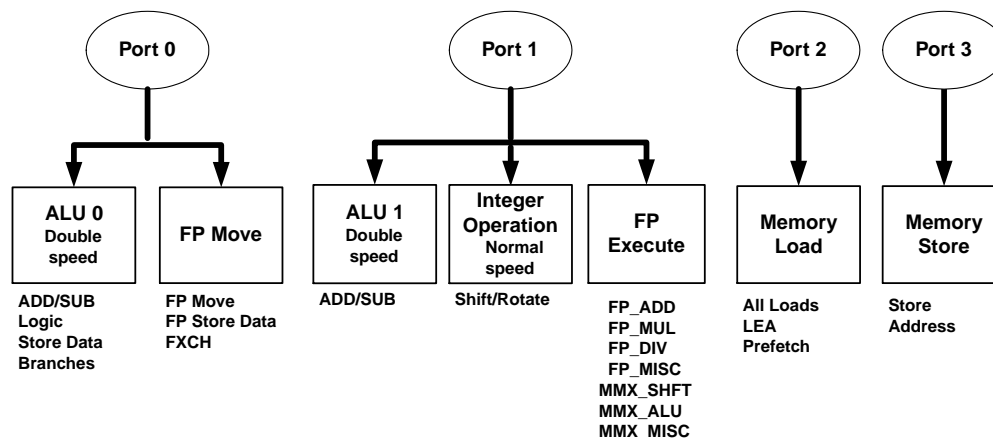 Port 0
Port 1
Port 2
Port 3
ALU 0
Double
speed
FP Move
ALU 1
Double
speed
Integer
Operation
Normal
speed
FP
Execute
Memory
Load
Memory
Store
ADD/SUB
Logic
Store Data
Branches
FP Move
FP Store Data
FXCH
ADD/SUB
Shift/Rotate
FP_ADD
FP_MUL
FP_DIV
FP_MISC
MMX_SHFT
MMX_ALU
MMX_MISC
All Loads
LEA
Prefetch
Store
Address